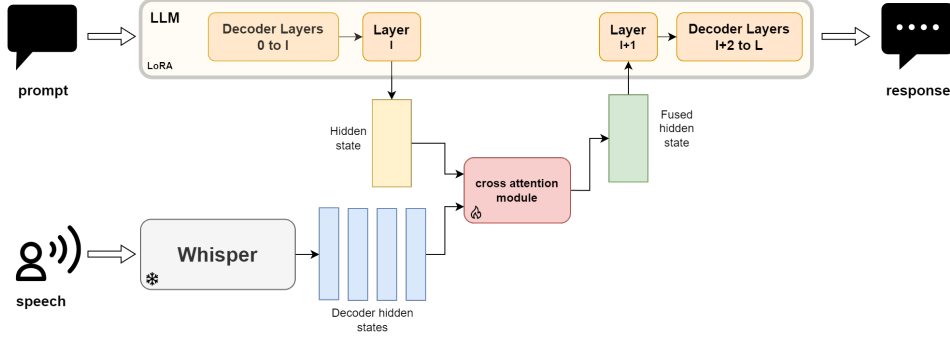 LLM
Decoder Layers
0 to l
Layer
l
Layer
l+1
Decoder Layers
l+2 to L
LoRA
prompt
response
Hidden
state
Fused
hidden
state
cross attention
module
Whisper
speech
Decoder hidden
states